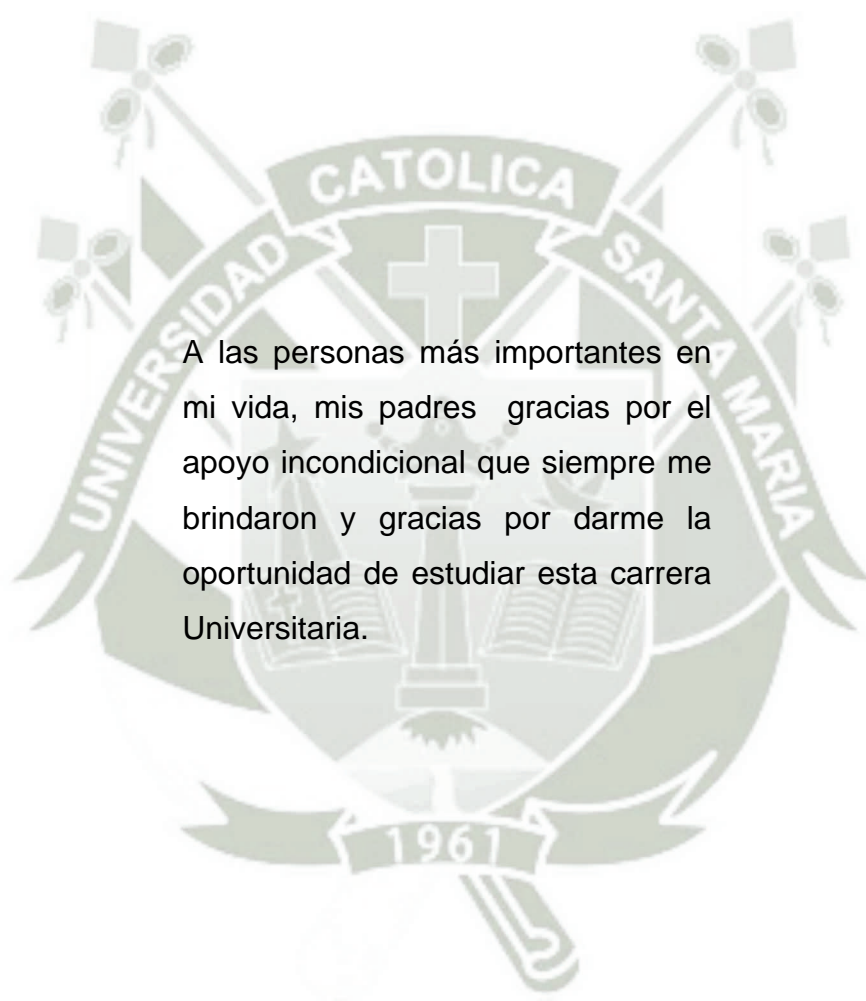 CATOLICA
UNIVERSIDAD
SANTA MARIA
A las personas más importantes en
mi vida, mis padres gracias por el
apoyo incondicional que siempre me
brindaron y gracias por darme la
oportunidad de estudiar esta carrera
Universitaria.
1961